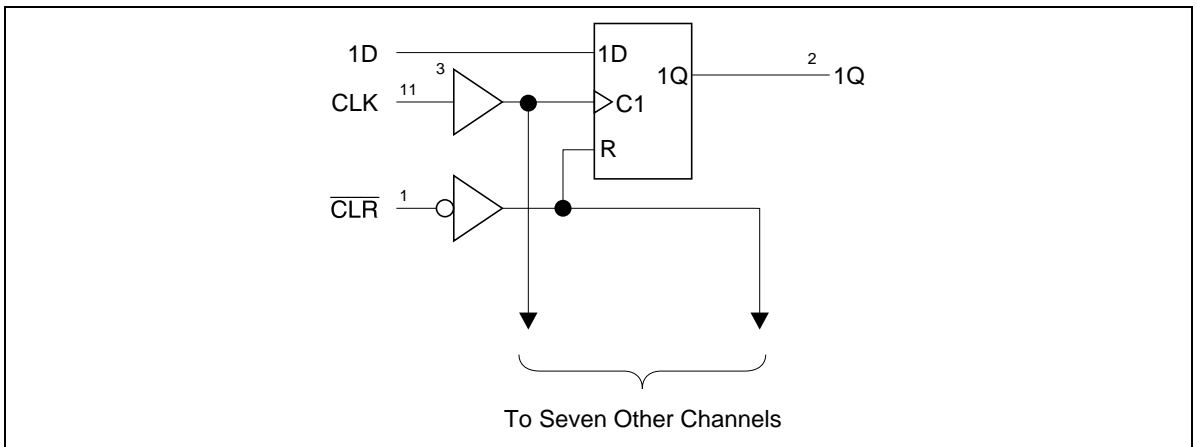 1D
3
CLK
11
CLR
1
1D
1Q
C1
R
2
1Q
To Seven Other Channels